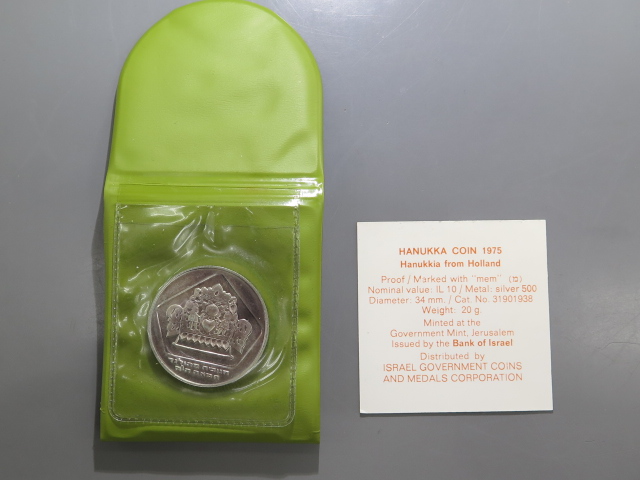 HANUKKA COIN 1975
Hanukkia from Holland
Proof / Marked with "mem" (מ)
Nominal value: IL 10 / Metal: silver 500
Diameter: 34 mm. / Cat. No. 31901938
Weight: 20 g.
Minted at the
Government Mint, Jerusalem
Issued by the Bank of Israel
Distributed by
ISRAEL GOVERNMENT COINS
AND MEDALS CORPORATION